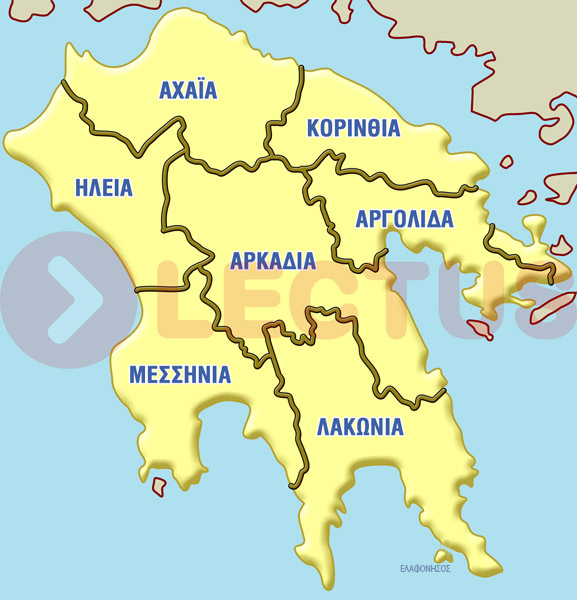 ΑΧΑΪΑ
ΚΟΡΙΝΘΙΑ
ΗΛΕΙΑ
ΑΡΓΟΛΙΔΑ
ΑΡΚΑΔΙΑ
LECTUS
ΜΕΣΣΗΝΙΑ
ΛΑΚΩΝΙΑ
ΕΛΑΦΟΝΗΣΟΣ